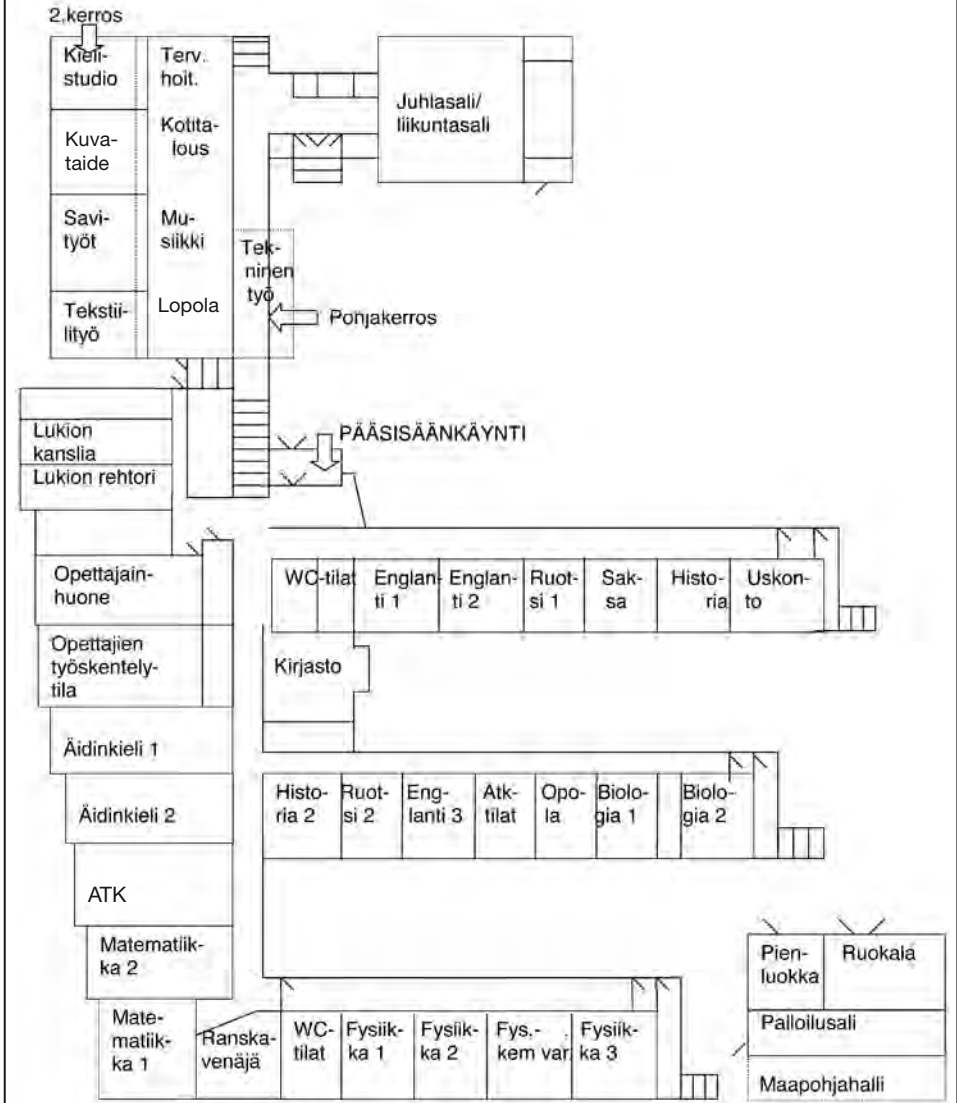 2.kerros
Kieli-
studio
Terv.
hoit.
Juhlasali/
liikuntasali
Kuva-
taide
Kotita-
lous
Savi-
työt
Mu-
siikki
Tek-
ninen
työ
Tekstii-
lityö
Lopola
Pohjakerros
PÄÄSISÄÄNKÄYNTI
Lukion
kanslia
Lukion rehtori
Opettajain-
huone
WC-tilat
Englan-
ti 1
Englan-
ti 2
Ruot-
si 1
Sak-
sa
Histo-
ria
Uskon-
to
Opettajien
työskentely-
tila
Kirjasto
Äidinkieli 1
Äidinkieli 2
Histo-
ria 2
Ruot-
si 2
Eng-
lanti 3
Atk-
tilat
Opo-
la
Biolo-
gia 1
Biolo-
gia 2
ATK
Matematiik-
ka 2
Pien-
luokka
Ruokala
Mate-
matiik-
ka 1
Ranska-
venäjä
WC-
tilat
Fysiik-
ka 1
Fysiik-
ka 2
Fys.-
kem var.
Fysiik-
ka 3
Palloilusali
Maapohjahalli